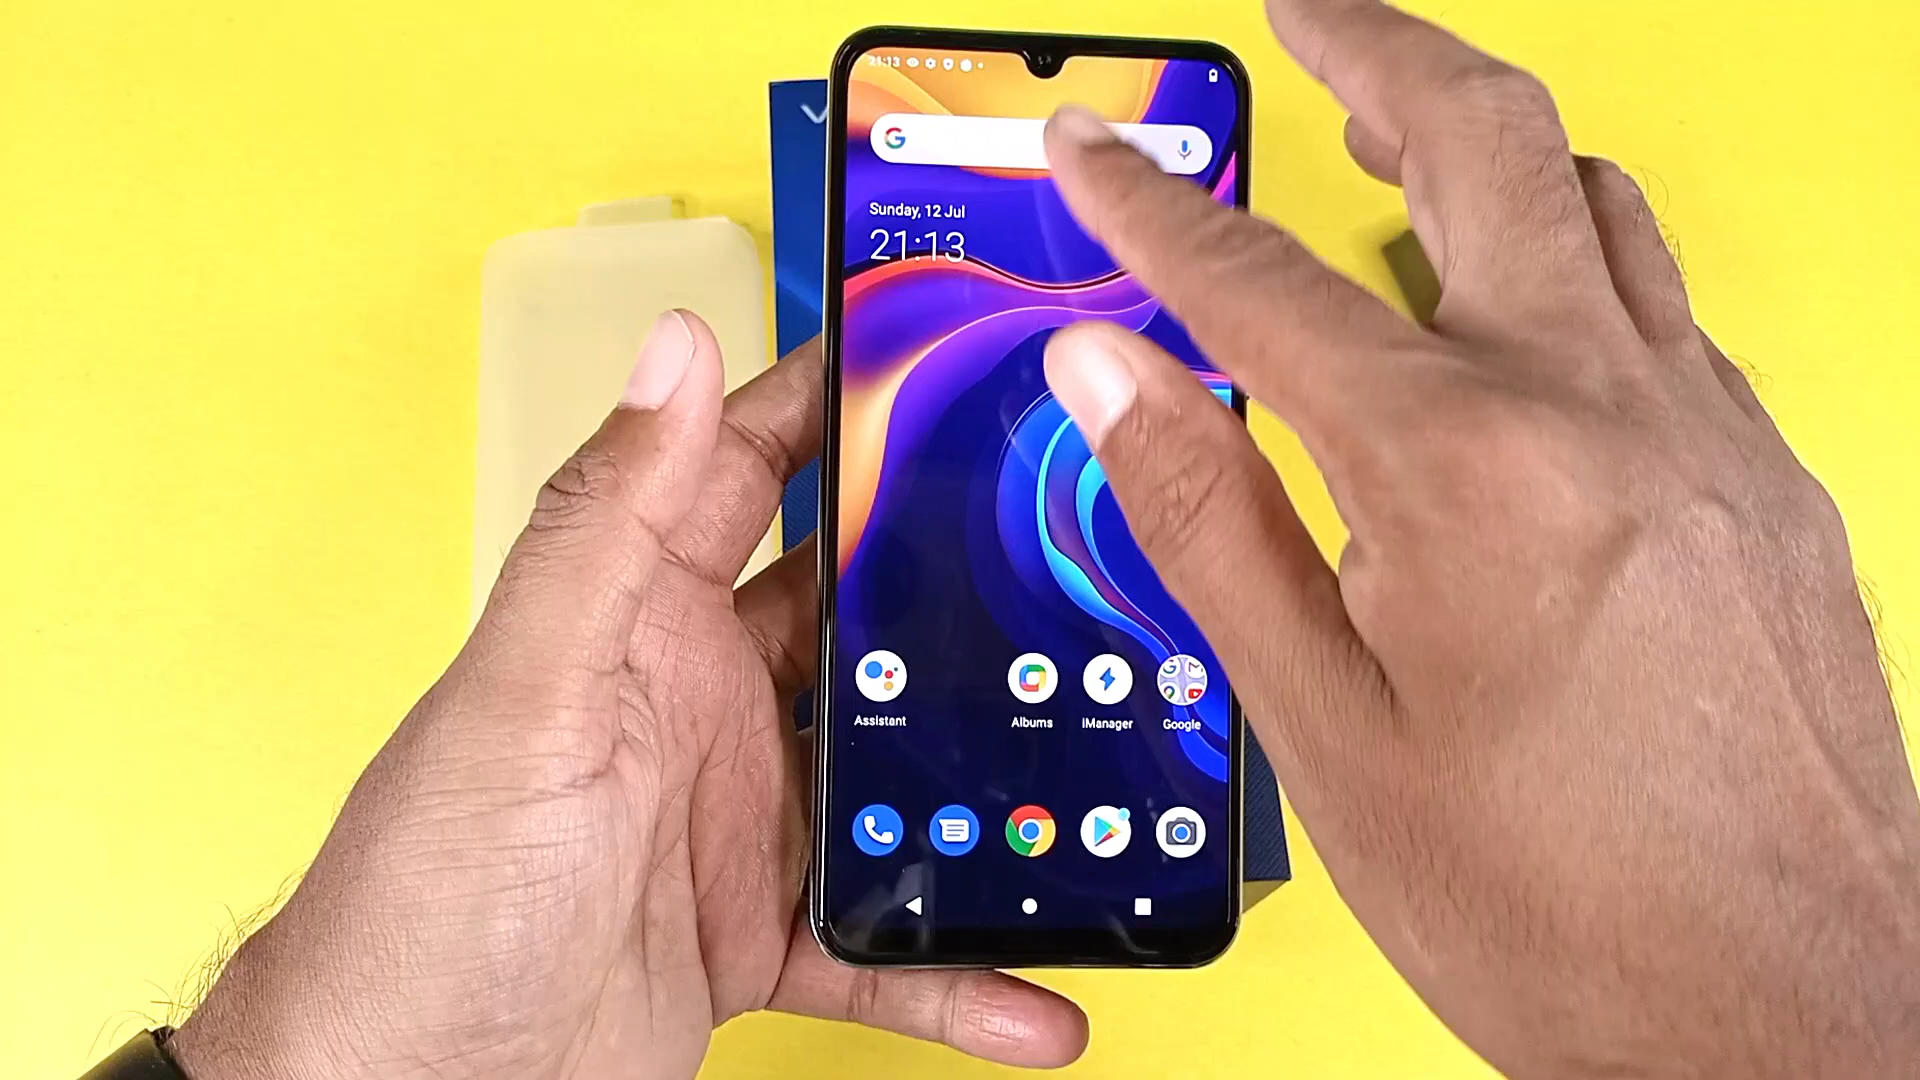 21:13
Sunday, 12 Jul
21:13
Assistant
Albums
iManager
Google